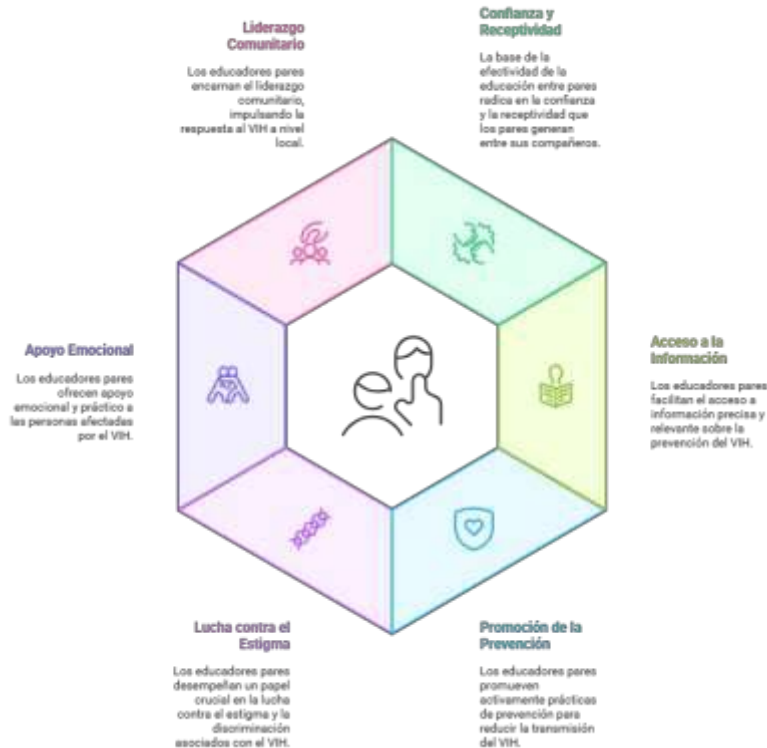 Liderazgo
Comunitario
Los educadores pares
encarnan el liderazgo
comunitario,
impulsando la
respuesta al VIH a nivel
local.
Confianza y
Receptividad
La base de la
efectividad de la
educación entre pares
radica en la confianza
y la receptividad que
los pares generan
entre sus compañeros.
Apoyo Emocional
Los educadores pares
ofrecen apoyo
emocional y práctico a
las personas afectadas
por el VIH.
Acceso a la
Información
Los educadores pares
facilitan el acceso a
información precisa y
relevante sobre la
prevención del VIH.
Lucha contra el
Estigma
Los educadores pares
desempeñan un papel
crucial en la lucha
contra el estigma y la
discriminación
asociados con el VIH.
Promoción de la
Prevención
Los educadores pares
promueven
activamente prácticas
de prevención para
reducir la transmisión
del VIH.